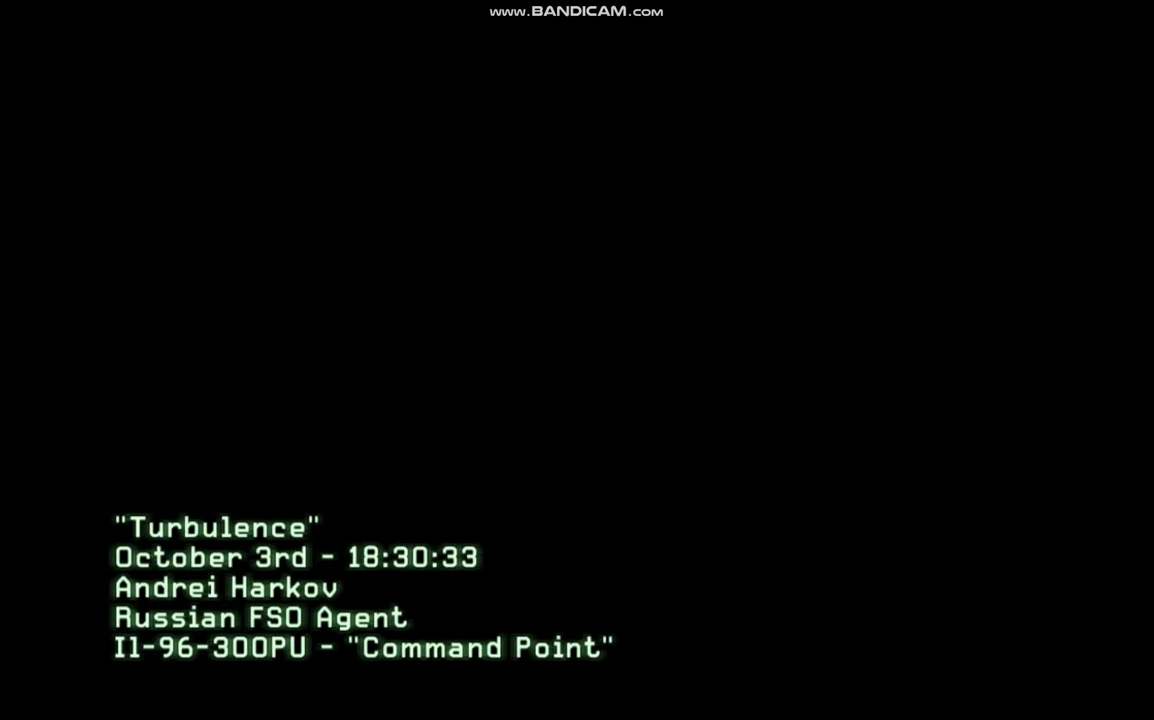 www.BANDICAM.com
"Turbulence"
October 3rd - 18:30:33
Andrei Harkov
Russian FSO Agent
Il-96-300PU - "Command Point"